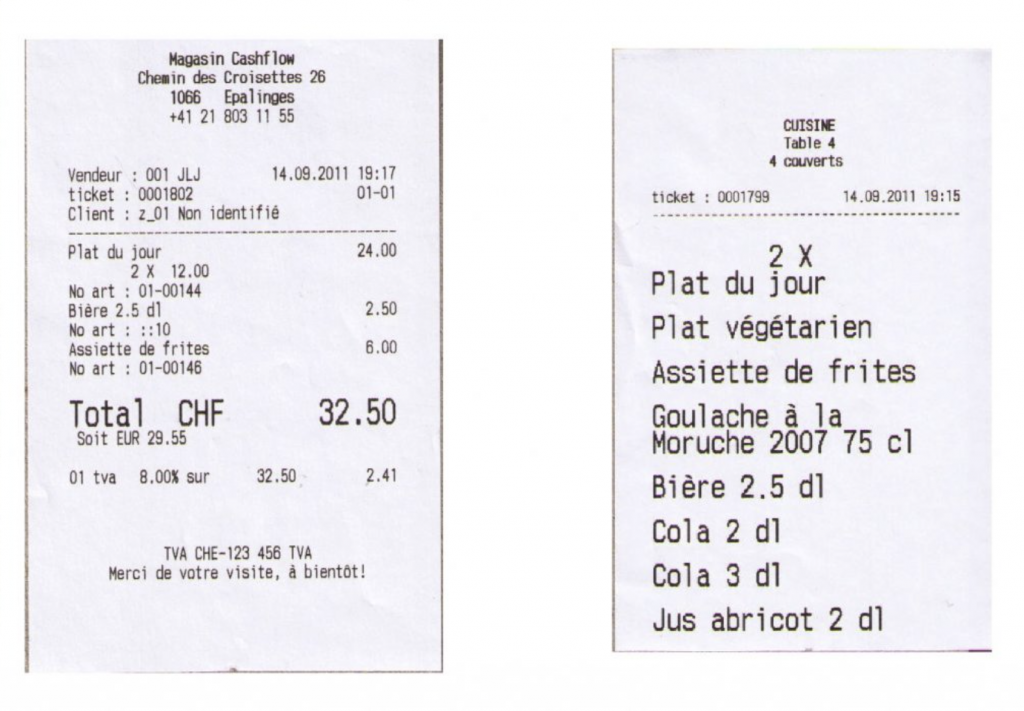 Magasin Cashflow
Chemin des Croisettes 26
1066 Epalinges
+41 21 803 11 55
Vendeur : 001 JLJ 14.09.2011 19:17
ticket : 0001802 01-01
Client : z_01 Non identifié
Plat du jour 24.00
2 X 12.00
No art : 01-00144
Bière 2.5 dl 2.50
No art : ::10
Assiette de frites 6.00
No art : 01-00146
Total CHF 32.50
Soit EUR 29.55
01 tva 8.00% sur 32.50 2.41
TVA CHE-123 456 TVA
Merci de votre visite, à bientôt!
CUISINE
Table 4
4 couverts
ticket : 0001799 14.09.2011 19:15
2 X
Plat du jour
Plat végétarien
Assiette de frites
Goulache à la
Moruche 2007 75 cl
Bière 2.5 dl
Cola 2 dl
Cola 3 dl
Jus abricot 2 dl